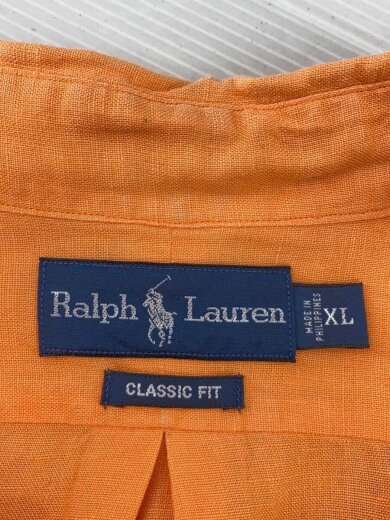 Ralph Lauren
MADE IN
PHILIPPINES
XL
CLASSIC FIT